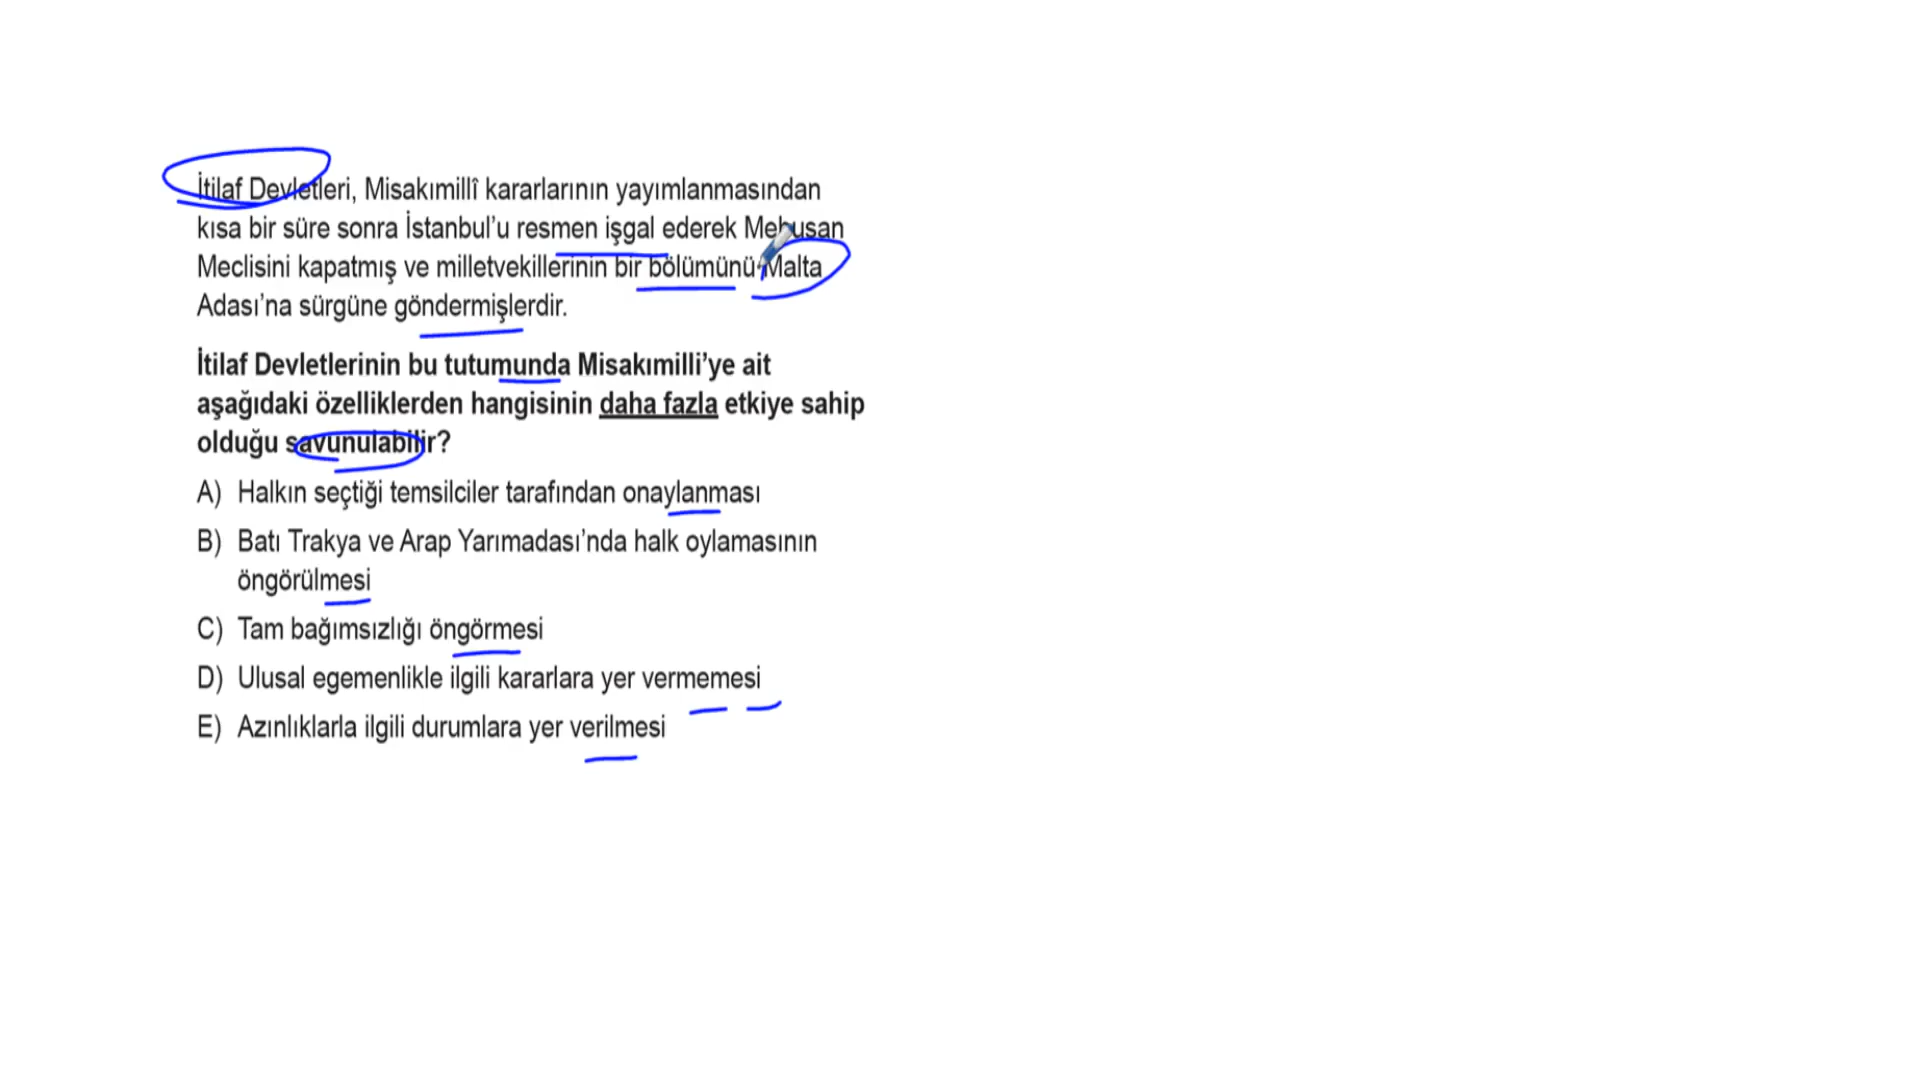 İtilaf Devletleri, Misakımillî kararlarının yayımlanmasından
kısa bir süre sonra İstanbul’u resmen işgal ederek Mebusan
Meclisini kapatmış ve milletvekillerinin bir bölümünü Malta
Adası’na sürgüne göndermişlerdir.
İtilaf Devletlerinin bu tutumunda Misakımilli’ye ait
aşağıdaki özelliklerden hangisinin daha fazla etkiye sahip
olduğu savunulabilir?
A) Halkın seçtiği temsilciler tarafından onaylanması
B) Batı Trakya ve Arap Yarımadası’nda halk oylamasının
öngörülmesi
C) Tam bağımsızlığı öngörmesi
D) Ulusal egemenlikle ilgili kararlara yer vermemesi
E) Azınlıklarla ilgili durumlara yer verilmesi